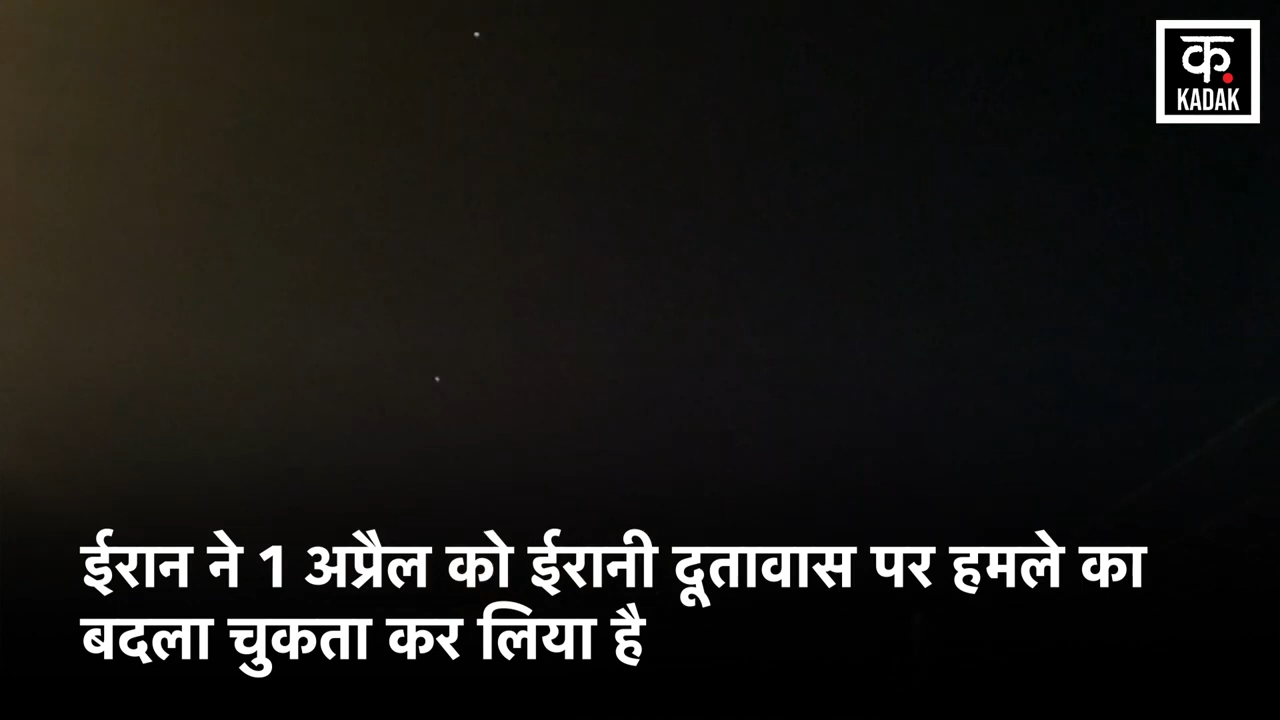 क
KADAK
ईरान ने 1 अप्रैल को ईरानी दूतावास पर हमले का
बदला चुकता कर लिया है